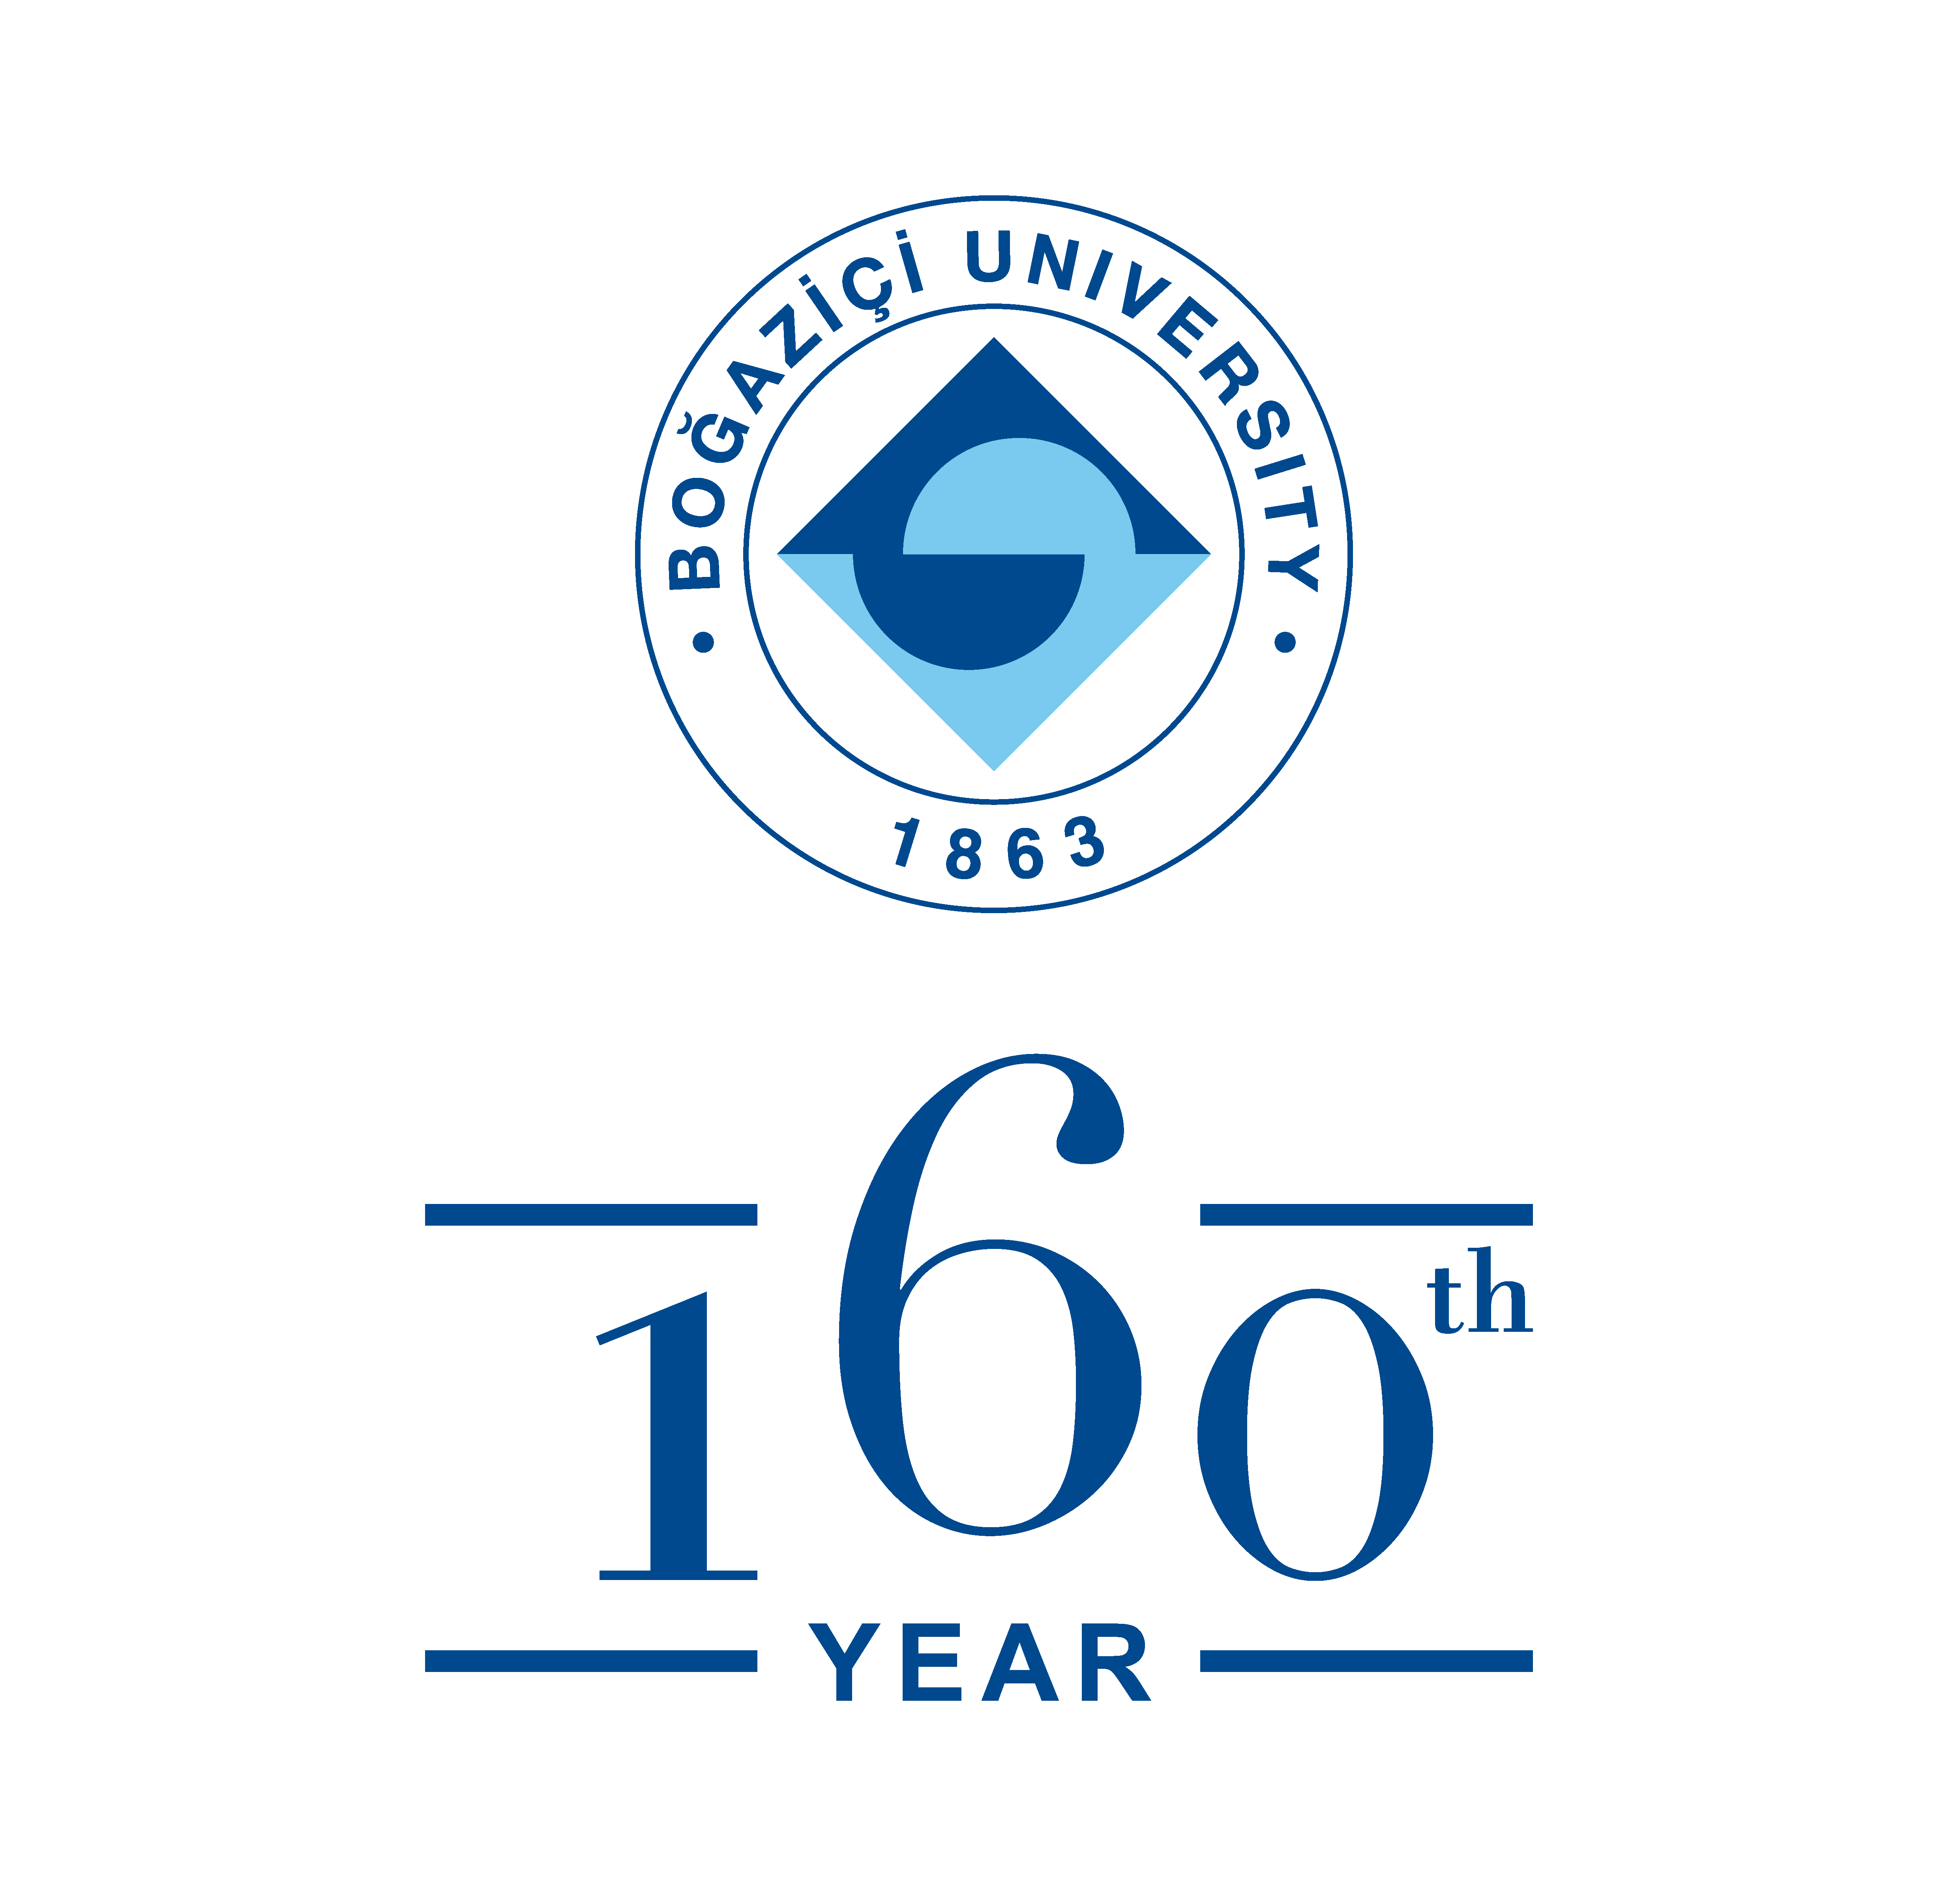 • BOĞAZİÇİ UNIVERSITY •
1863
160th
YEAR